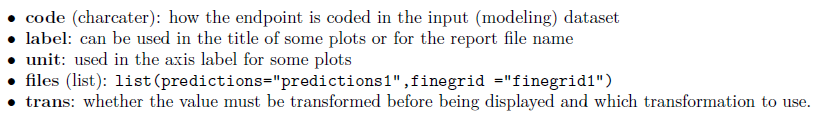 • code (charcater): how the endpoint is coded in the input (modeling) dataset
• label: can be used in the title of some plots or for the report file name
• unit: used in the axis label for some plots
• files (list): list(predictions="predictions1",finegrid ="finegrid1")
• trans: whether the value must be transformed before being displayed and which transformation to use.